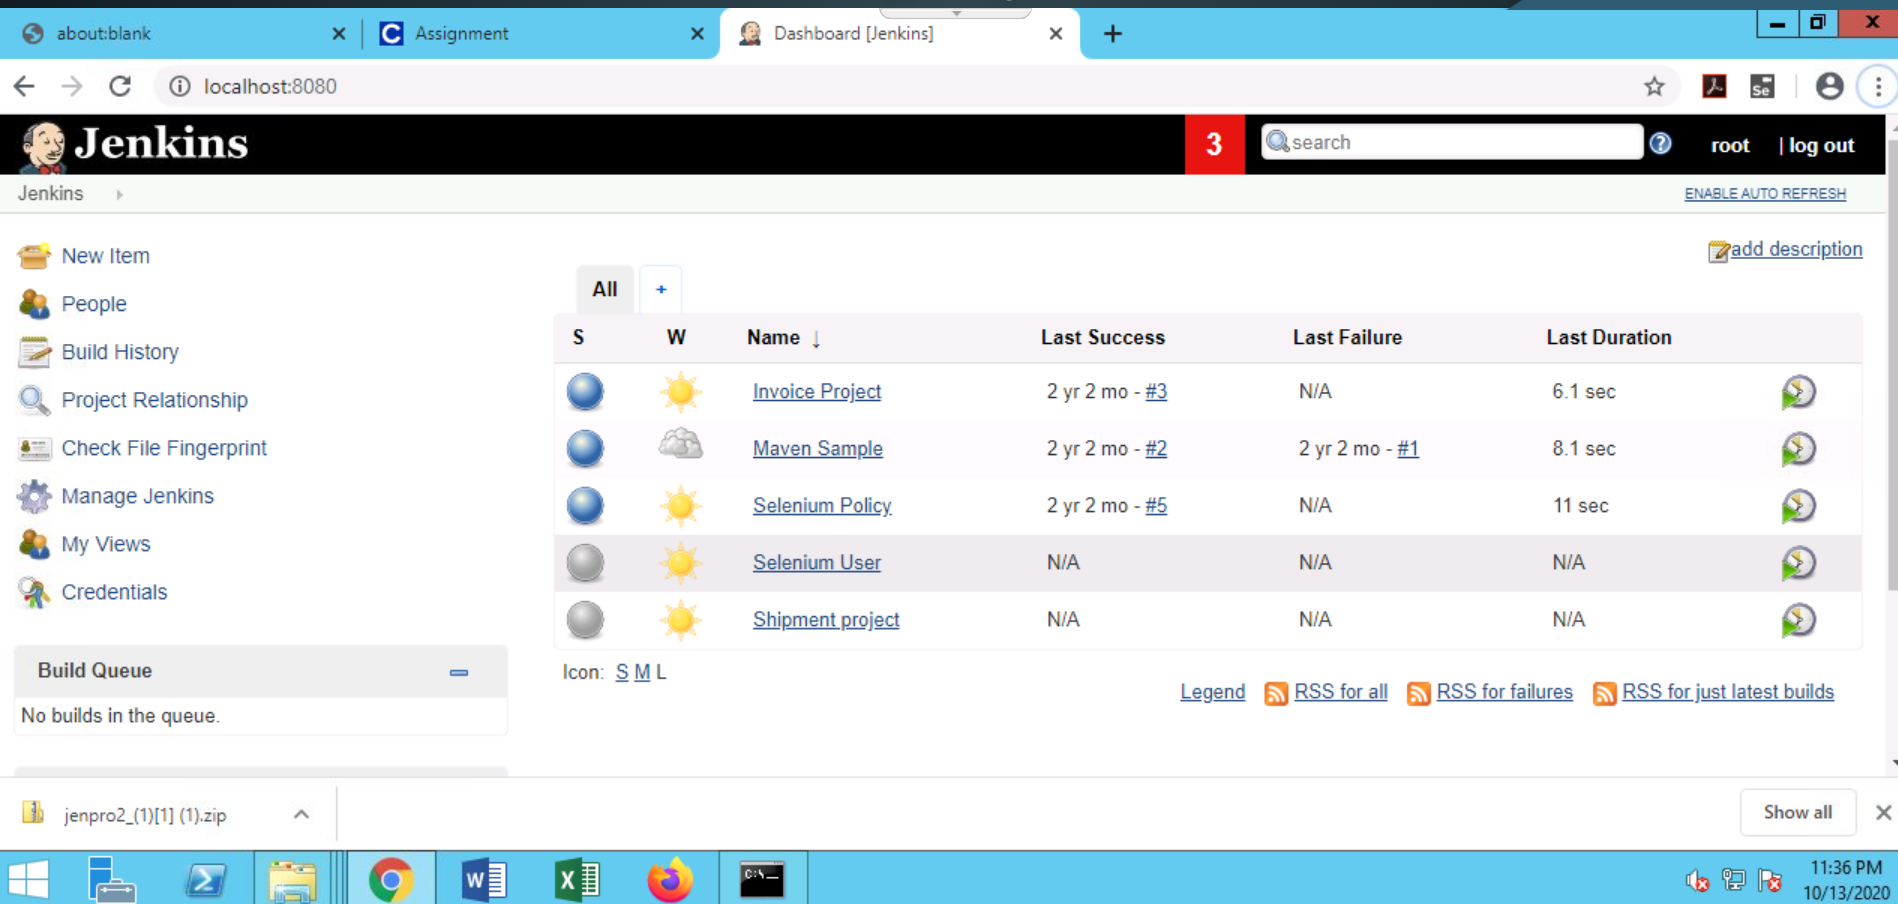 about:blank
Assignment
Dashboard [Jenkins]
localhost:8080
Se
Jenkins
3
search
root
| log out
Jenkins
ENABLE AUTO REFRESH
New Item
People
Build History
Project Relationship
Check File Fingerprint
Manage Jenkins
My Views
Credentials
Build Queue
No builds in the queue.
add description
All +
S W Name ↓ Last Success Last Failure Last Duration
Invoice Project 2 yr 2 mo - #3 N/A 6.1 sec
Maven Sample 2 yr 2 mo - #2 2 yr 2 mo - #1 8.1 sec
Selenium Policy 2 yr 2 mo - #5 N/A 11 sec
Selenium User N/A N/A N/A
Shipment project N/A N/A N/A
Icon: S M L
Legend RSS for all RSS for failures RSS for just latest builds
jenpro2_(1)[1] (1).zip
Show all
11:36 PM
10/13/2020